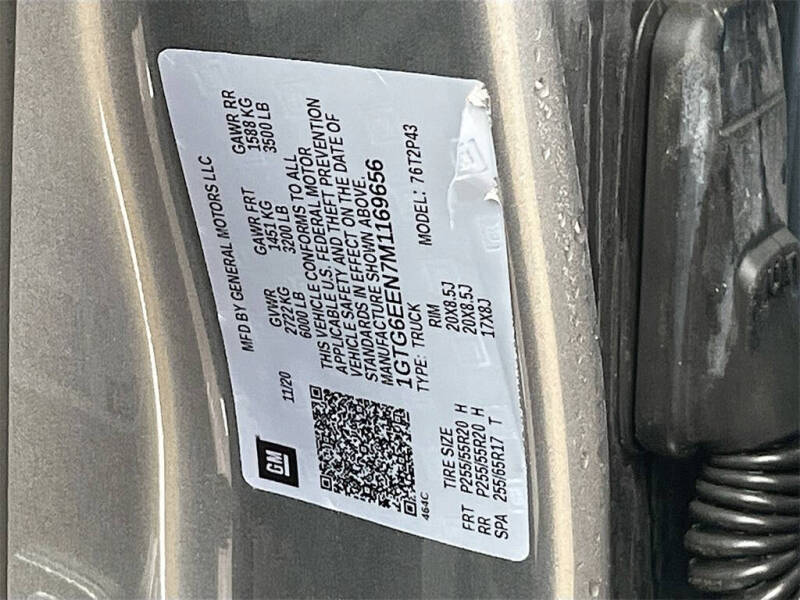 GM
MFD BY GENERAL MOTORS LLC
11/20
GVWR GAWR FRT GAWR RR
2722 KG 1451 KG 1588 KG
6000 LB 3200 LB 3500 LB
THIS VEHICLE CONFORMS TO ALL
APPLICABLE U.S. FEDERAL MOTOR
VEHICLE SAFETY AND THEFT PREVENTION
STANDARDS IN EFFECT ON THE DATE OF
MANUFACTURE SHOWN ABOVE.
1GTG6EEN7M1169656
TYPE: TRUCK MODEL: 76T2P43
464C
TIRE SIZE RIM
FRT P255/55R20 H 20X8.5J
RR P255/55R20 H 20X8.5J
SPA 255/65R17 T 17X8J